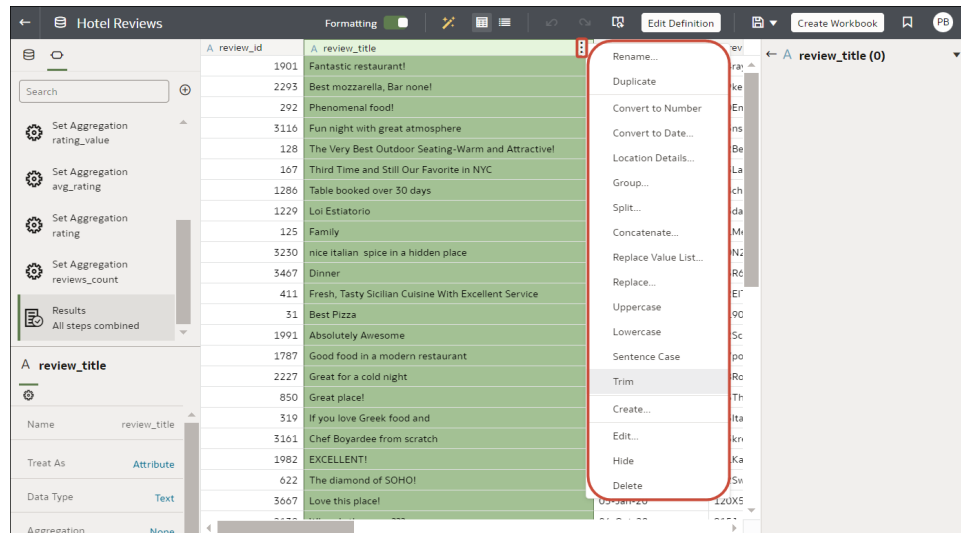 Hotel Reviews
Formatting
Edit Definition
Create Workbook
PB
Search
Set Aggregation
rating_value
Set Aggregation
avg_rating
Set Aggregation
rating
Set Aggregation
reviews_count
Results
All steps combined
A review_title
Name review_title
Treat As Attribute
Data Type Text
Aggregation None
A review_id A review_title
1901 Fantastic restaurant!
2293 Best mozzarella, Bar none!
292 Phenomenal food!
3116 Fun night with great atmosphere
128 The Very Best Outdoor Seating-Warm and Attractive!
167 Third Time and Still Our Favorite in NYC
1286 Table booked over 30 days
1229 Loi Estiatorio
125 Family
3230 nice italian spice in a hidden place
3467 Dinner
411 Fresh, Tasty Sicilian Cuisine With Excellent Service
31 Best Pizza
1991 Absolutely Awesome
1787 Good food in a modern restaurant
2227 Great for a cold night
850 Great place!
319 If you love Greek food and
3161 Chef Boyardee from scratch
1982 EXCELLENT!
622 The diamond of SOHO!
3667 Love this place!
Rename...
Duplicate
Convert to Number
Convert to Date...
Location Details...
Group...
Split...
Concatenate...
Replace Value List...
Replace...
Uppercase
Lowercase
Sentence Case
Trim
Create...
Edit...
Hide
Delete
120X5
A review_title (0)